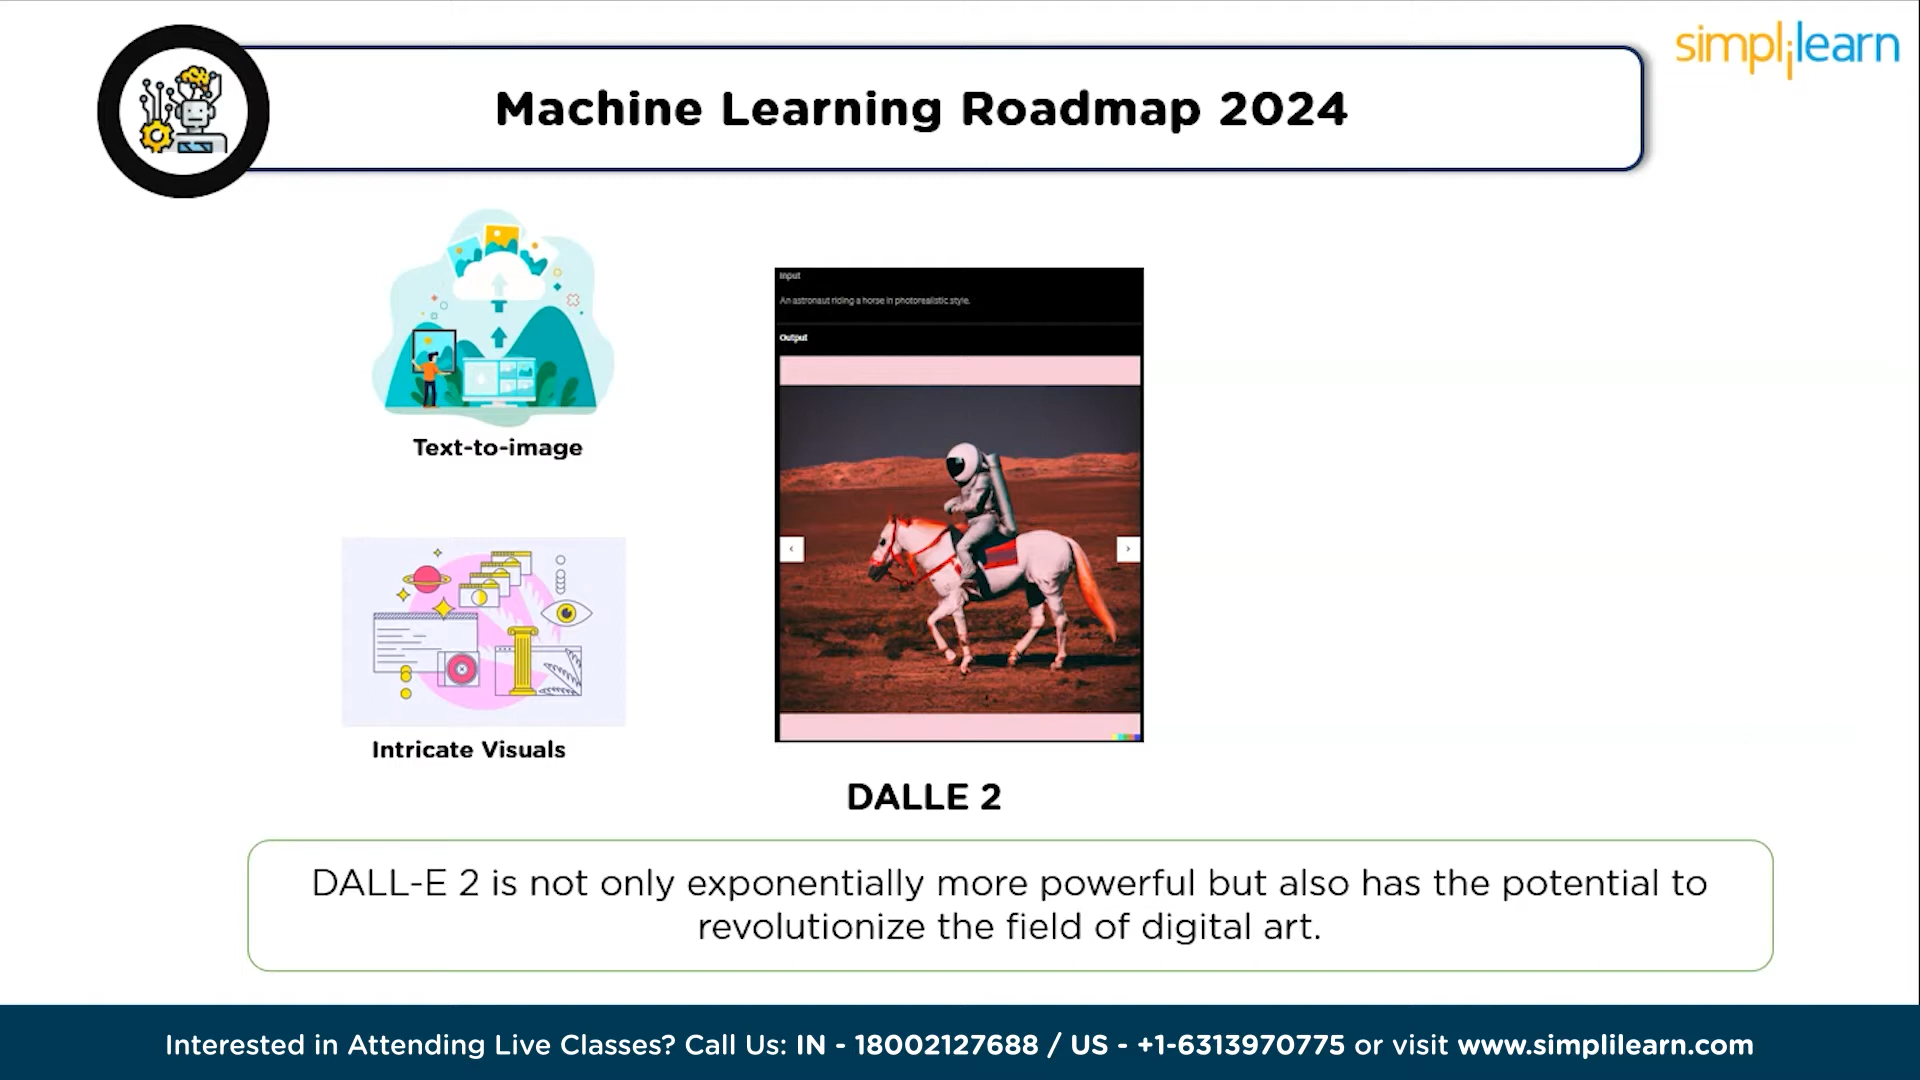 simplilearn
Machine Learning Roadmap 2024
Text-to-image
Intricate Visuals
Input
An astronaut riding a horse in photorealistic style.
Output
DALLE 2
DALL-E 2 is not only exponentially more powerful but also has the potential to
revolutionize the field of digital art.
Interested in Attending Live Classes? Call Us: IN - 18002127688 / US - +1-6313970775 or visit www.simplilearn.com